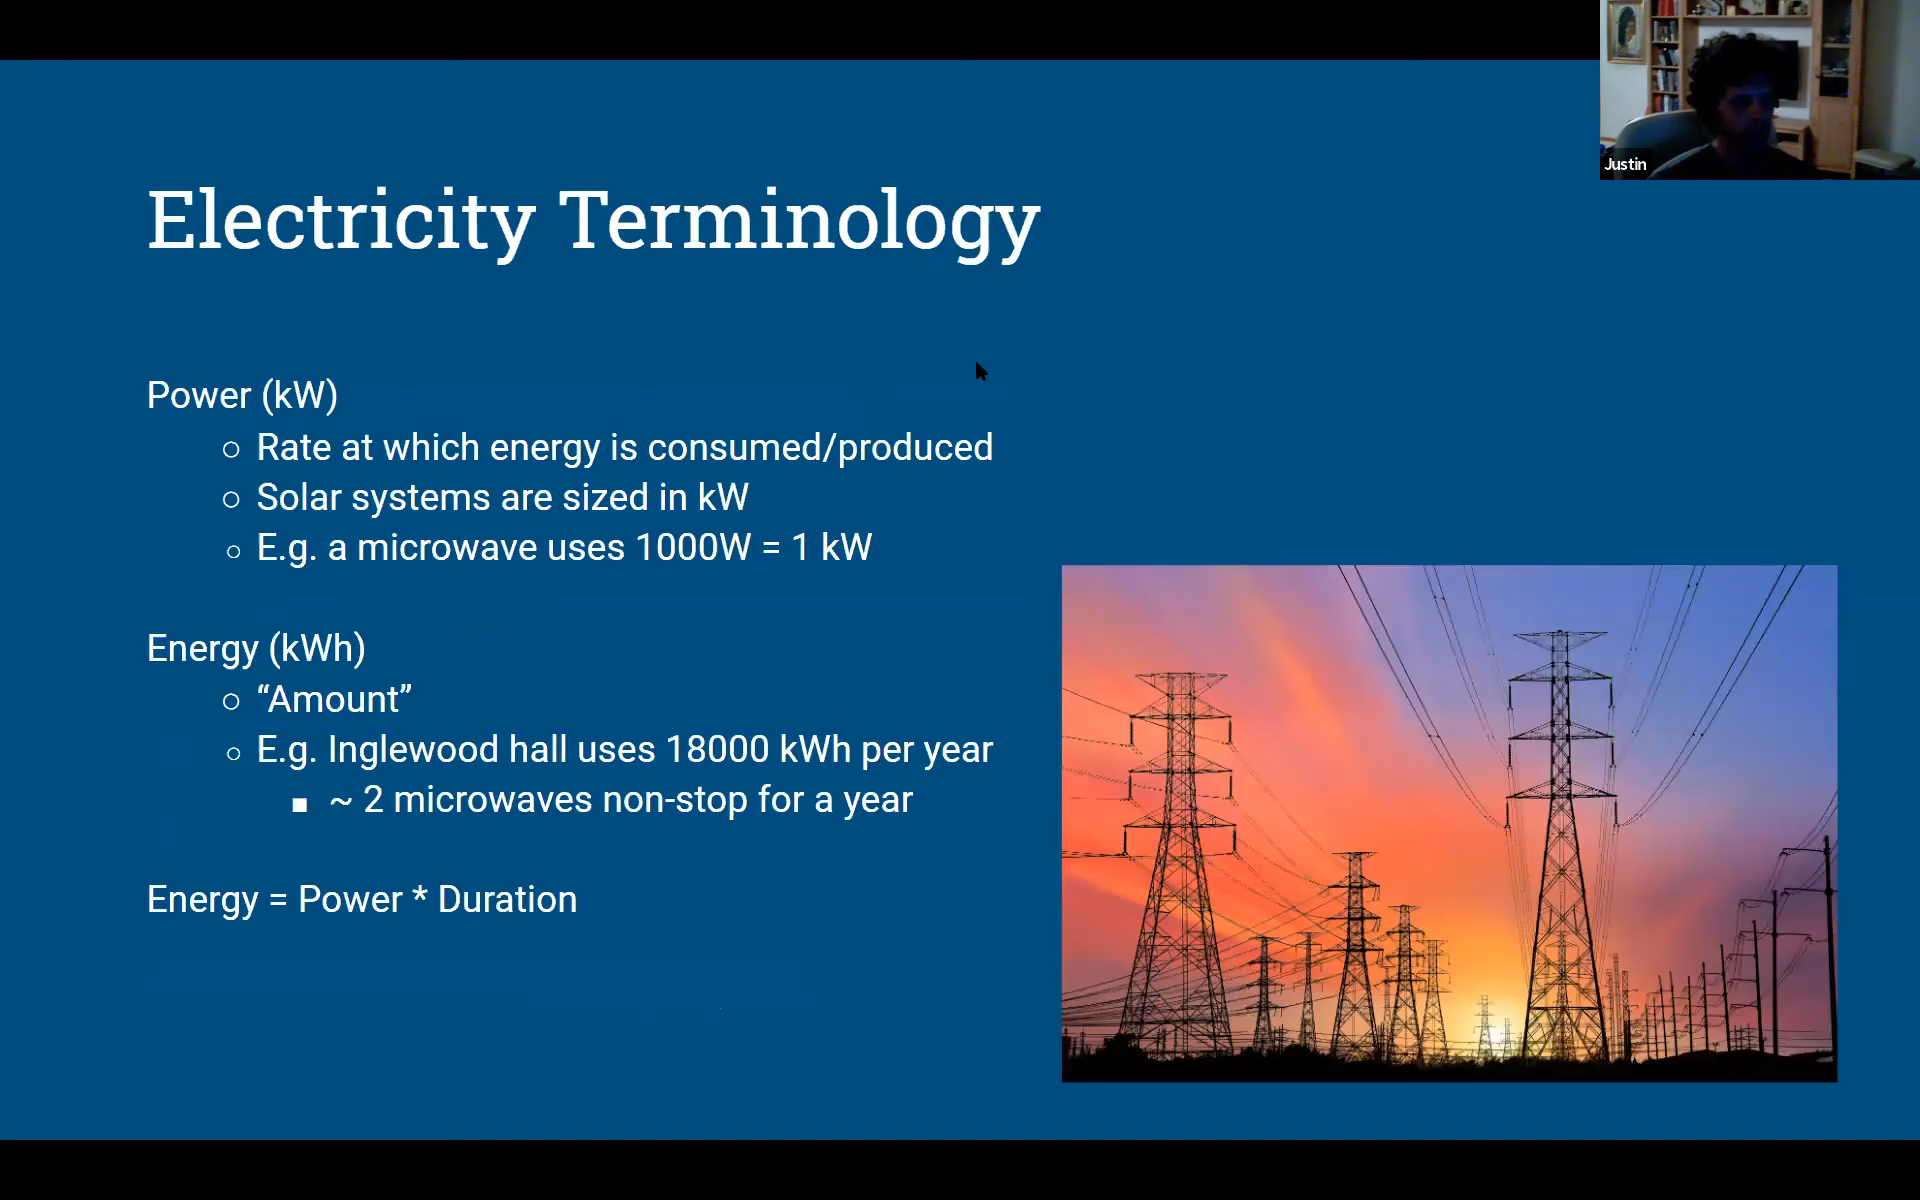 Justin
Electricity Terminology
Power (kW)
○ Rate at which energy is consumed/produced
○ Solar systems are sized in kW
○ E.g. a microwave uses 1000W = 1 kW
Energy (kWh)
○ “Amount”
○ E.g. Inglewood hall uses 18000 kWh per year
■ ~ 2 microwaves non-stop for a year
Energy = Power * Duration